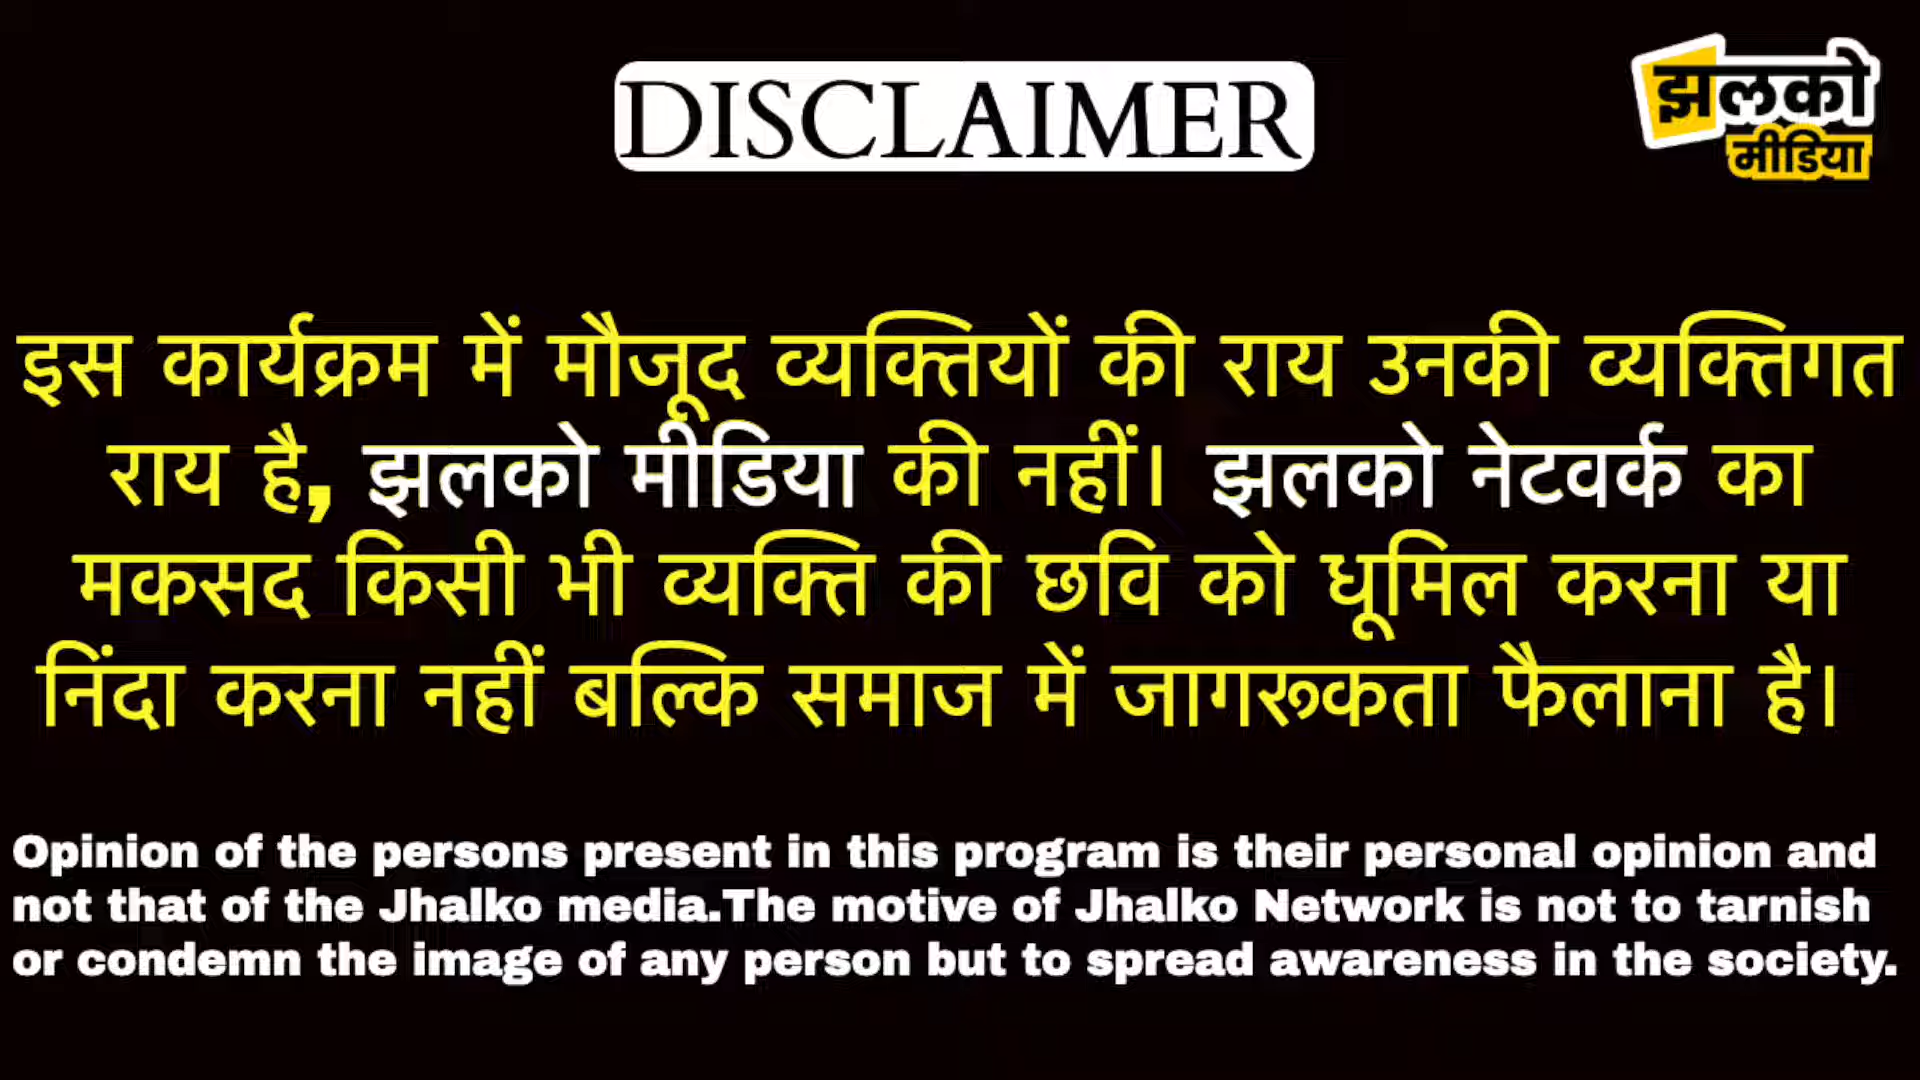 DISCLAIMER
झलको
मीडिया
इस कार्यक्रम में मौजूद व्यक्तियों की राय उनकी व्यक्तिगत
राय है, झलको मीडिया की नहीं। झलको नेटवर्क का
मकसद किसी भी व्यक्ति की छवि को धूमिल करना या
निंदा करना नहीं बल्कि समाज में जागरूकता फैलाना है।
Opinion of the persons present in this program is their personal opinion and
not that of the Jhalko media.The motive of Jhalko Network is not to tarnish
or condemn the image of any person but to spread awareness in the society.